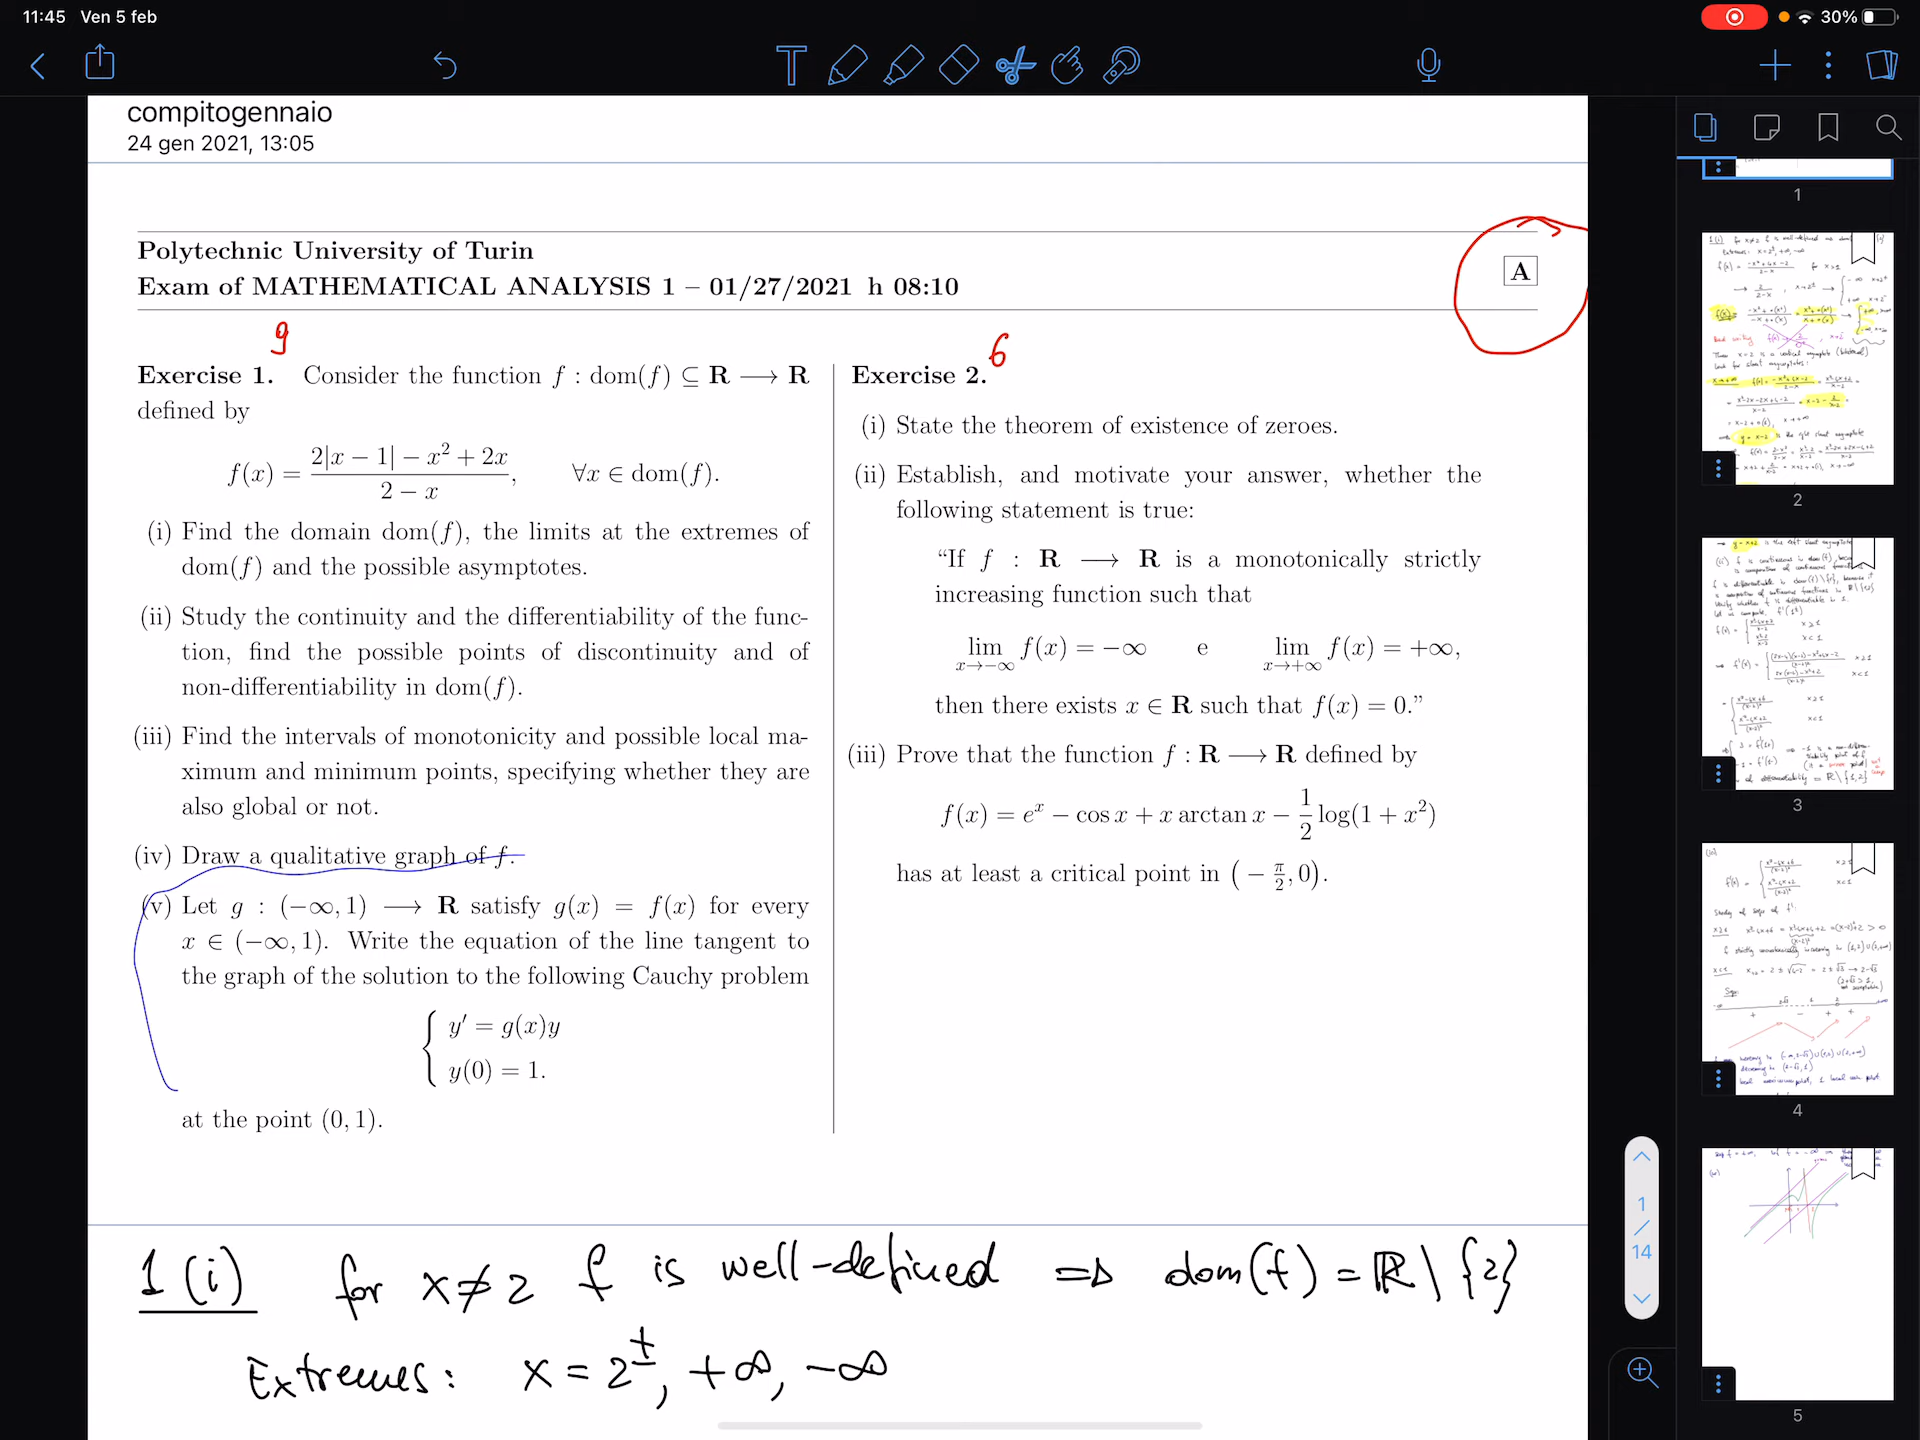 11:45 Ven 5 feb
30%
compitogennaio
24 gen 2021, 13:05
Polytechnic University of Turin
Exam of MATHEMATICAL ANALYSIS 1 – 01/27/2021 h 08:10
A
9
Exercise 1. Consider the function f : dom(f) ⊆ R ⟶ R
defined by
f(x) = (2|x − 1| − x² + 2x)/(2 − x), ∀x ∈ dom(f).
(i) Find the domain dom(f), the limits at the extremes of
dom(f) and the possible asymptotes.
(ii) Study the continuity and the differentiability of the func-
tion, find the possible points of discontinuity and of
non-differentiability in dom(f).
(iii) Find the intervals of monotonicity and possible local ma-
ximum and minimum points, specifying whether they are
also global or not.
(iv) Draw a qualitative graph of f.
(v) Let g : (−∞, 1) ⟶ R satisfy g(x) = f(x) for every
x ∈ (−∞, 1). Write the equation of the line tangent to
the graph of the solution to the following Cauchy problem
{ y′ = g(x)y
y(0) = 1.
at the point (0, 1).
6
Exercise 2.
(i) State the theorem of existence of zeroes.
(ii) Establish, and motivate your answer, whether the
following statement is true:
“If f : R ⟶ R is a monotonically strictly
increasing function such that
lim x→−∞ f(x) = −∞ e lim x→+∞ f(x) = +∞,
then there exists x ∈ R such that f(x) = 0.”
(iii) Prove that the function f : R ⟶ R defined by
f(x) = eˣ − cos x + x arctan x − 1/2 log(1 + x²)
has at least a critical point in (− π/2, 0).
1 (i) for x ≠ 2 f is well-defined ⇒ dom(f) = ℝ \ {2}
Extremes: x = 2±, +∞, −∞
1
2
3
4
5
1
/
14